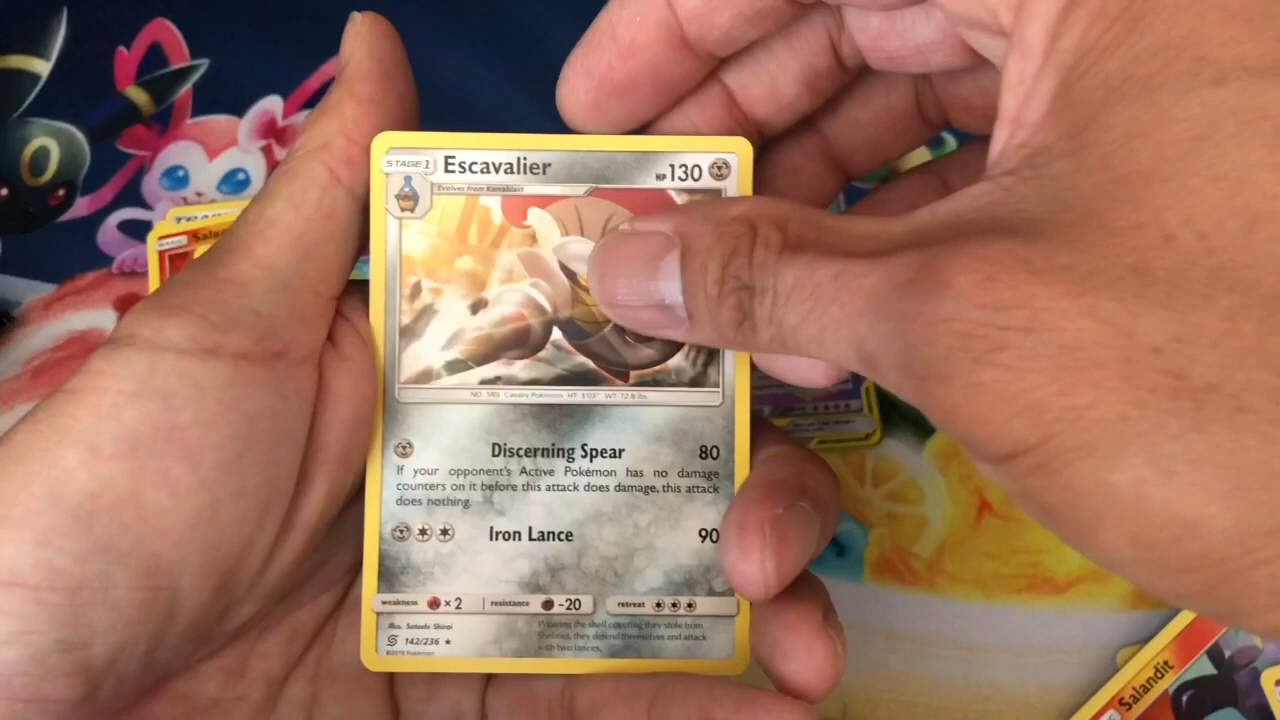 STAGE 1 Escavalier HP 130
Evolves from Karrablast
NO. 589 Cavalry Pokémon HT: 3'03" WT: 72.8 lbs.
Discerning Spear 80
If your opponent's Active Pokémon has no damage
counters on it before this attack does damage, this attack
does nothing.
Iron Lance 90
weakness ×2 resistance -20 retreat
Illus. Satoshi Shirai
142/236 ★
©2019 Pokémon
Wearing the shell covering they stole from
Shelmet, they defend themselves and attack
with two lances.
Salandit